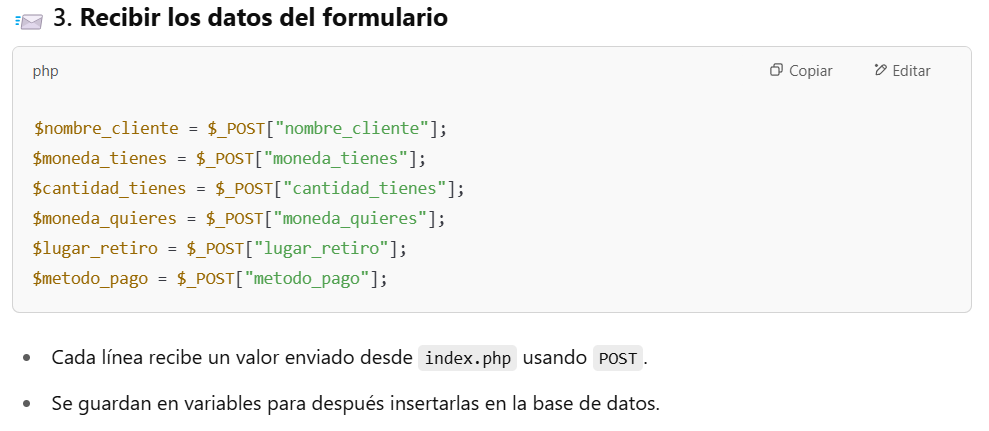 3. Recibir los datos del formulario
php
Copiar
Editar
$nombre_cliente = $_POST["nombre_cliente"];
$moneda_tienes = $_POST["moneda_tienes"];
$cantidad_tienes = $_POST["cantidad_tienes"];
$moneda_quieres = $_POST["moneda_quieres"];
$lugar_retiro = $_POST["lugar_retiro"];
$metodo_pago = $_POST["metodo_pago"];
• Cada línea recibe un valor enviado desde index.php usando POST.
• Se guardan en variables para después insertarlas en la base de datos.